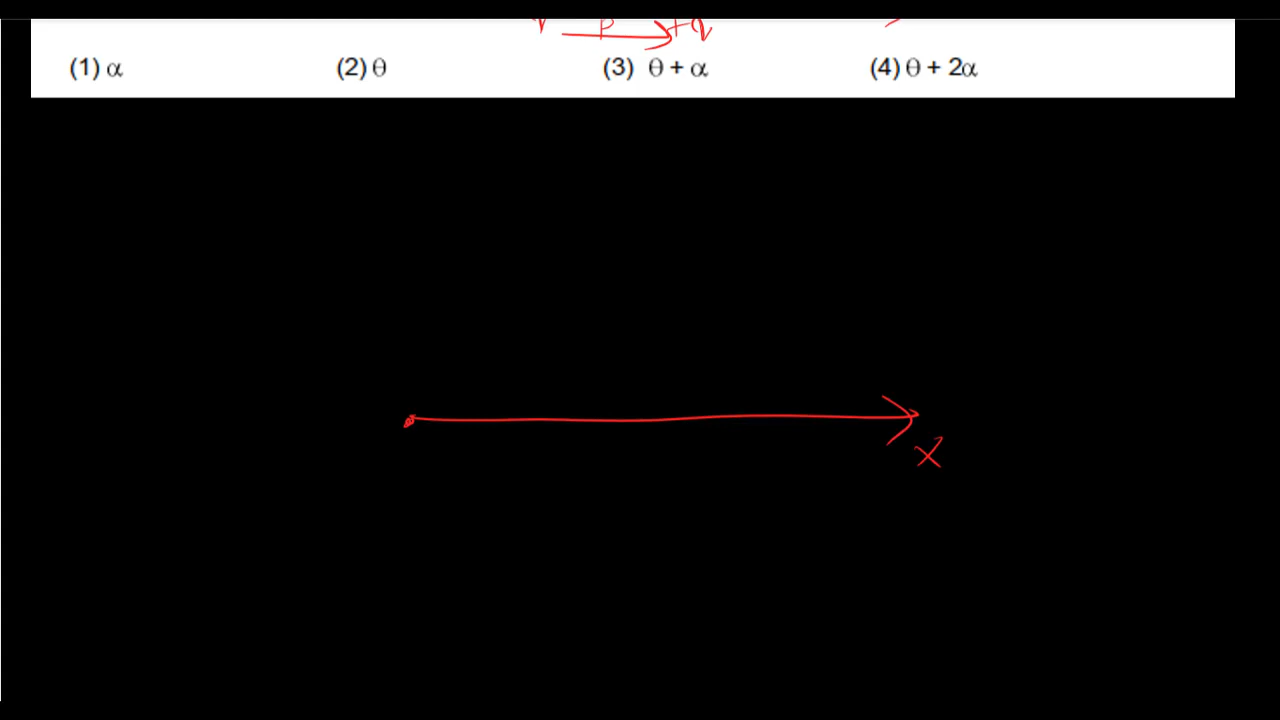 P +q
(1) α (2) θ (3) θ + α (4) θ + 2α
X